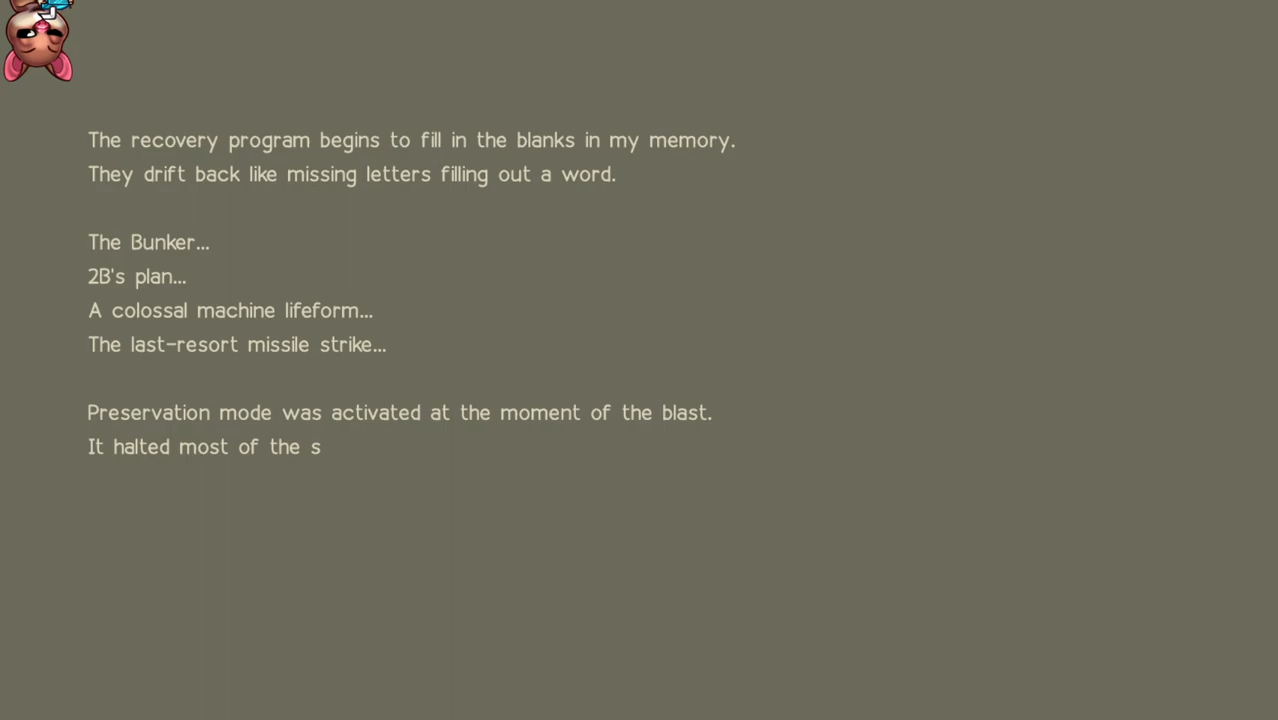 The recovery program begins to fill in the blanks in my memory.
They drift back like missing letters filling out a word.
The Bunker...
2B's plan...
A colossal machine lifeform...
The last-resort missile strike...
Preservation mode was activated at the moment of the blast.
It halted most of the s